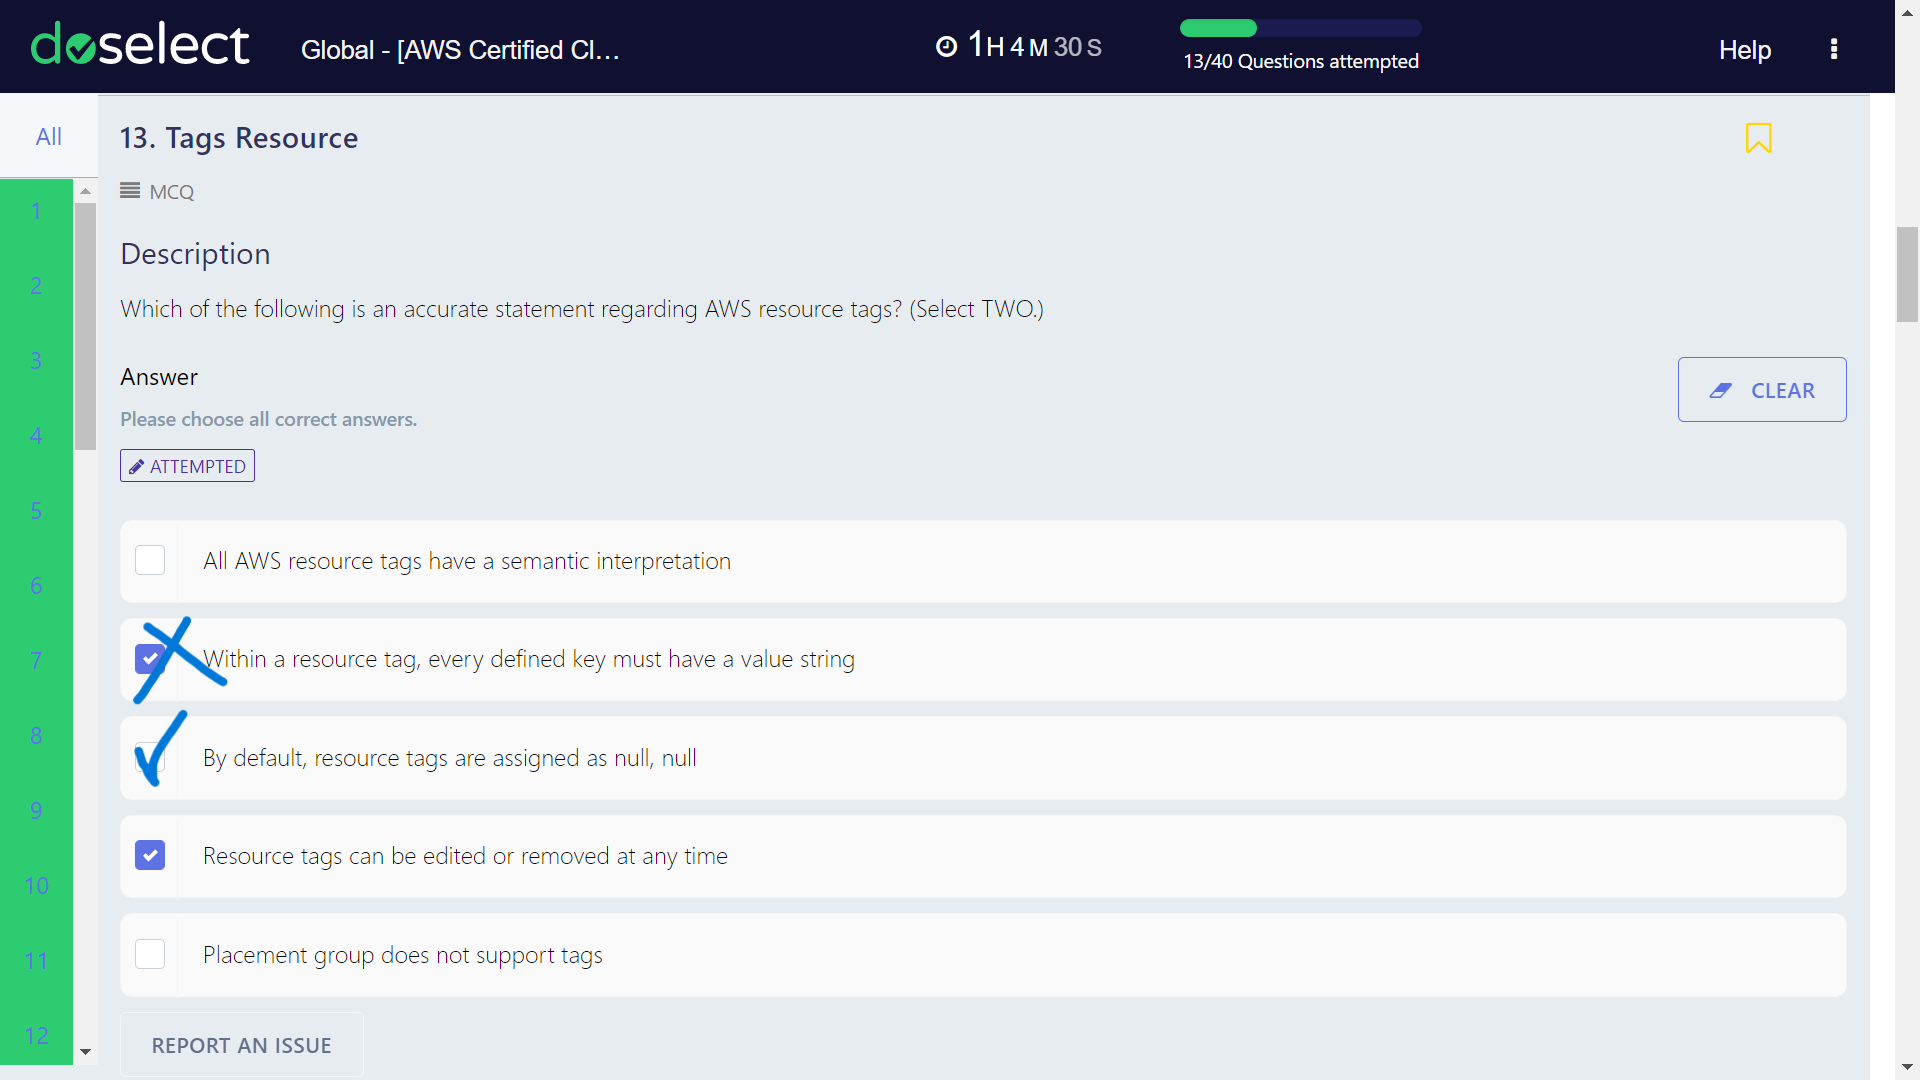 doselect
Global - [AWS Certified Cl...
1H 4M 30S
13/40 Questions attempted
Help
All
13. Tags Resource
MCQ
Description
Which of the following is an accurate statement regarding AWS resource tags? (Select TWO.)
Answer
CLEAR
Please choose all correct answers.
ATTEMPTED
All AWS resource tags have a semantic interpretation
Within a resource tag, every defined key must have a value string
By default, resource tags are assigned as null, null
Resource tags can be edited or removed at any time
Placement group does not support tags
REPORT AN ISSUE
1
2
3
4
5
6
7
8
9
10
11
12